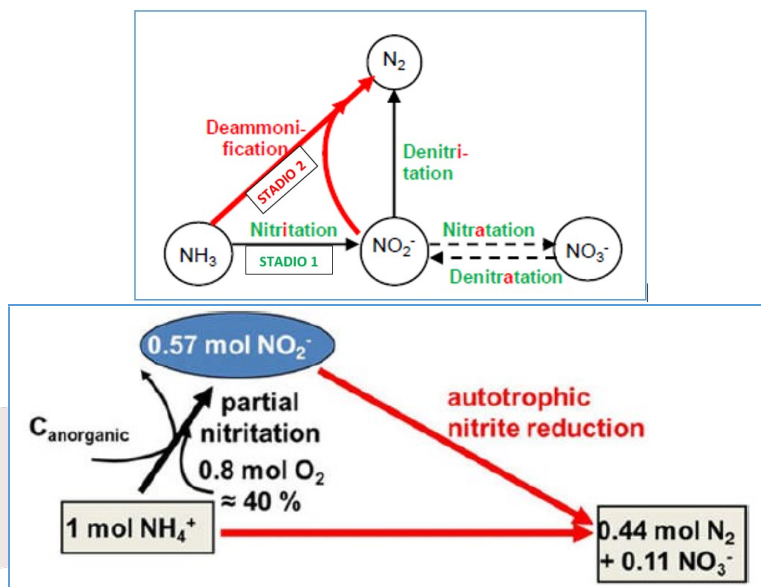 N₂
Deammoni-
fication
STADIO 2
Denitri-
tation
Nitritation
Nitratation
NH₃
STADIO 1
NO₂⁻
NO₃⁻
Denitratation
0.57 mol NO₂⁻
autotrophic
nitrite reduction
partial
nitritation
C anorganic
0.8 mol O₂
≈ 40 %
1 mol NH₄⁺
0.44 mol N₂
+ 0.11 NO₃⁻